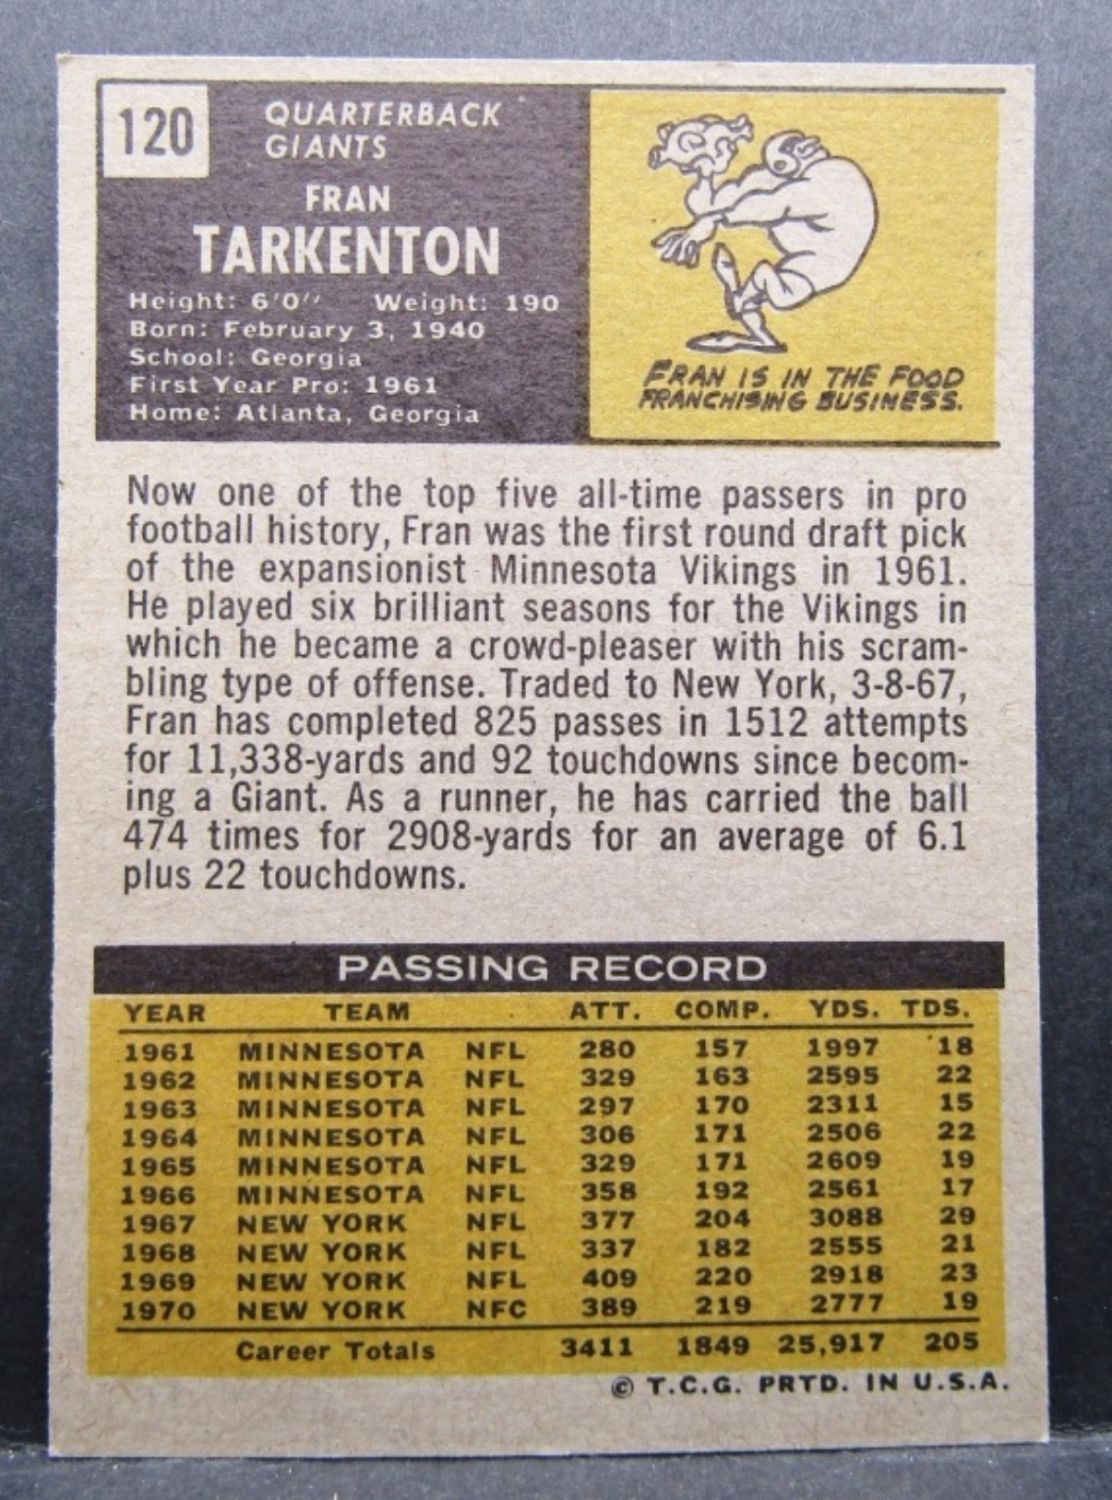 120
QUARTERBACK
GIANTS
FRAN
TARKENTON
Height: 6'0" Weight: 190
Born: February 3, 1940
School: Georgia
First Year Pro: 1961
Home: Atlanta, Georgia
FRAN IS IN THE FOOD
FRANCHISING BUSINESS.
Now one of the top five all-time passers in pro
football history, Fran was the first round draft pick
of the expansionist Minnesota Vikings in 1961.
He played six brilliant seasons for the Vikings in
which he became a crowd-pleaser with his scram-
bling type of offense. Traded to New York, 3-8-67,
Fran has completed 825 passes in 1512 attempts
for 11,338-yards and 92 touchdowns since becom-
ing a Giant. As a runner, he has carried the ball
474 times for 2908-yards for an average of 6.1
plus 22 touchdowns.
PASSING RECORD
YEAR TEAM ATT. COMP. YDS. TDS.
1961 MINNESOTA NFL 280 157 1997 18
1962 MINNESOTA NFL 329 163 2595 22
1963 MINNESOTA NFL 297 170 2311 15
1964 MINNESOTA NFL 306 171 2506 22
1965 MINNESOTA NFL 329 171 2609 19
1966 MINNESOTA NFL 358 192 2561 17
1967 NEW YORK NFL 377 204 3088 29
1968 NEW YORK NFL 337 182 2555 21
1969 NEW YORK NFL 409 220 2918 23
1970 NEW YORK NFC 389 219 2777 19
Career Totals 3411 1849 25,917 205
© T.C.G. PRTD. IN U.S.A.